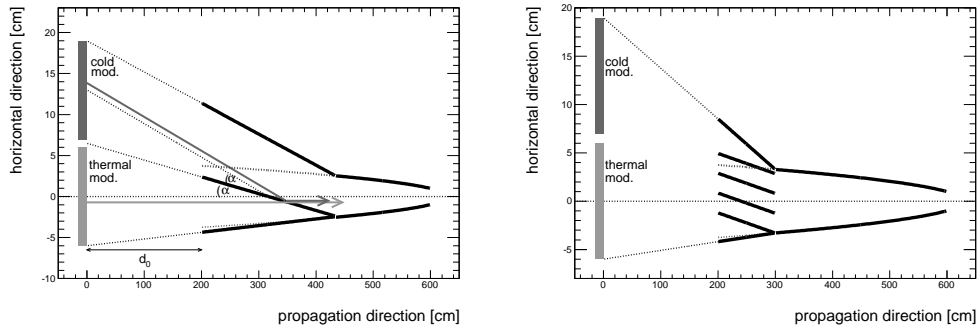 horizontal direction [cm]
20
15
10
5
0
-5
-10
cold
mod.
thermal
mod.
α
α
d0
0
100
200
300
400
500
600
propagation direction [cm]
horizontal direction [cm]
20
15
10
5
0
-5
cold
mod.
thermal
mod.
0
100
200
300
400
500
600
propagation direction [cm]